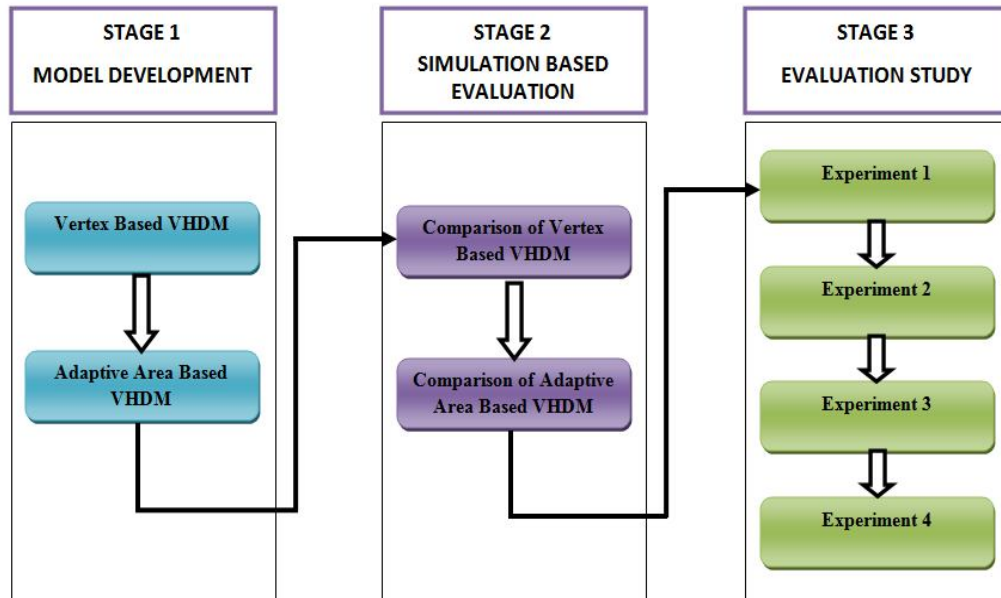 STAGE 1
MODEL DEVELOPMENT
Vertex Based VHDM
Adaptive Area Based
VHDM
STAGE 2
SIMULATION BASED
EVALUATION
Comparison of Vertex
Based VHDM
Comparison of Adaptive
Area Based VHDM
STAGE 3
EVALUATION STUDY
Experiment 1
Experiment 2
Experiment 3
Experiment 4